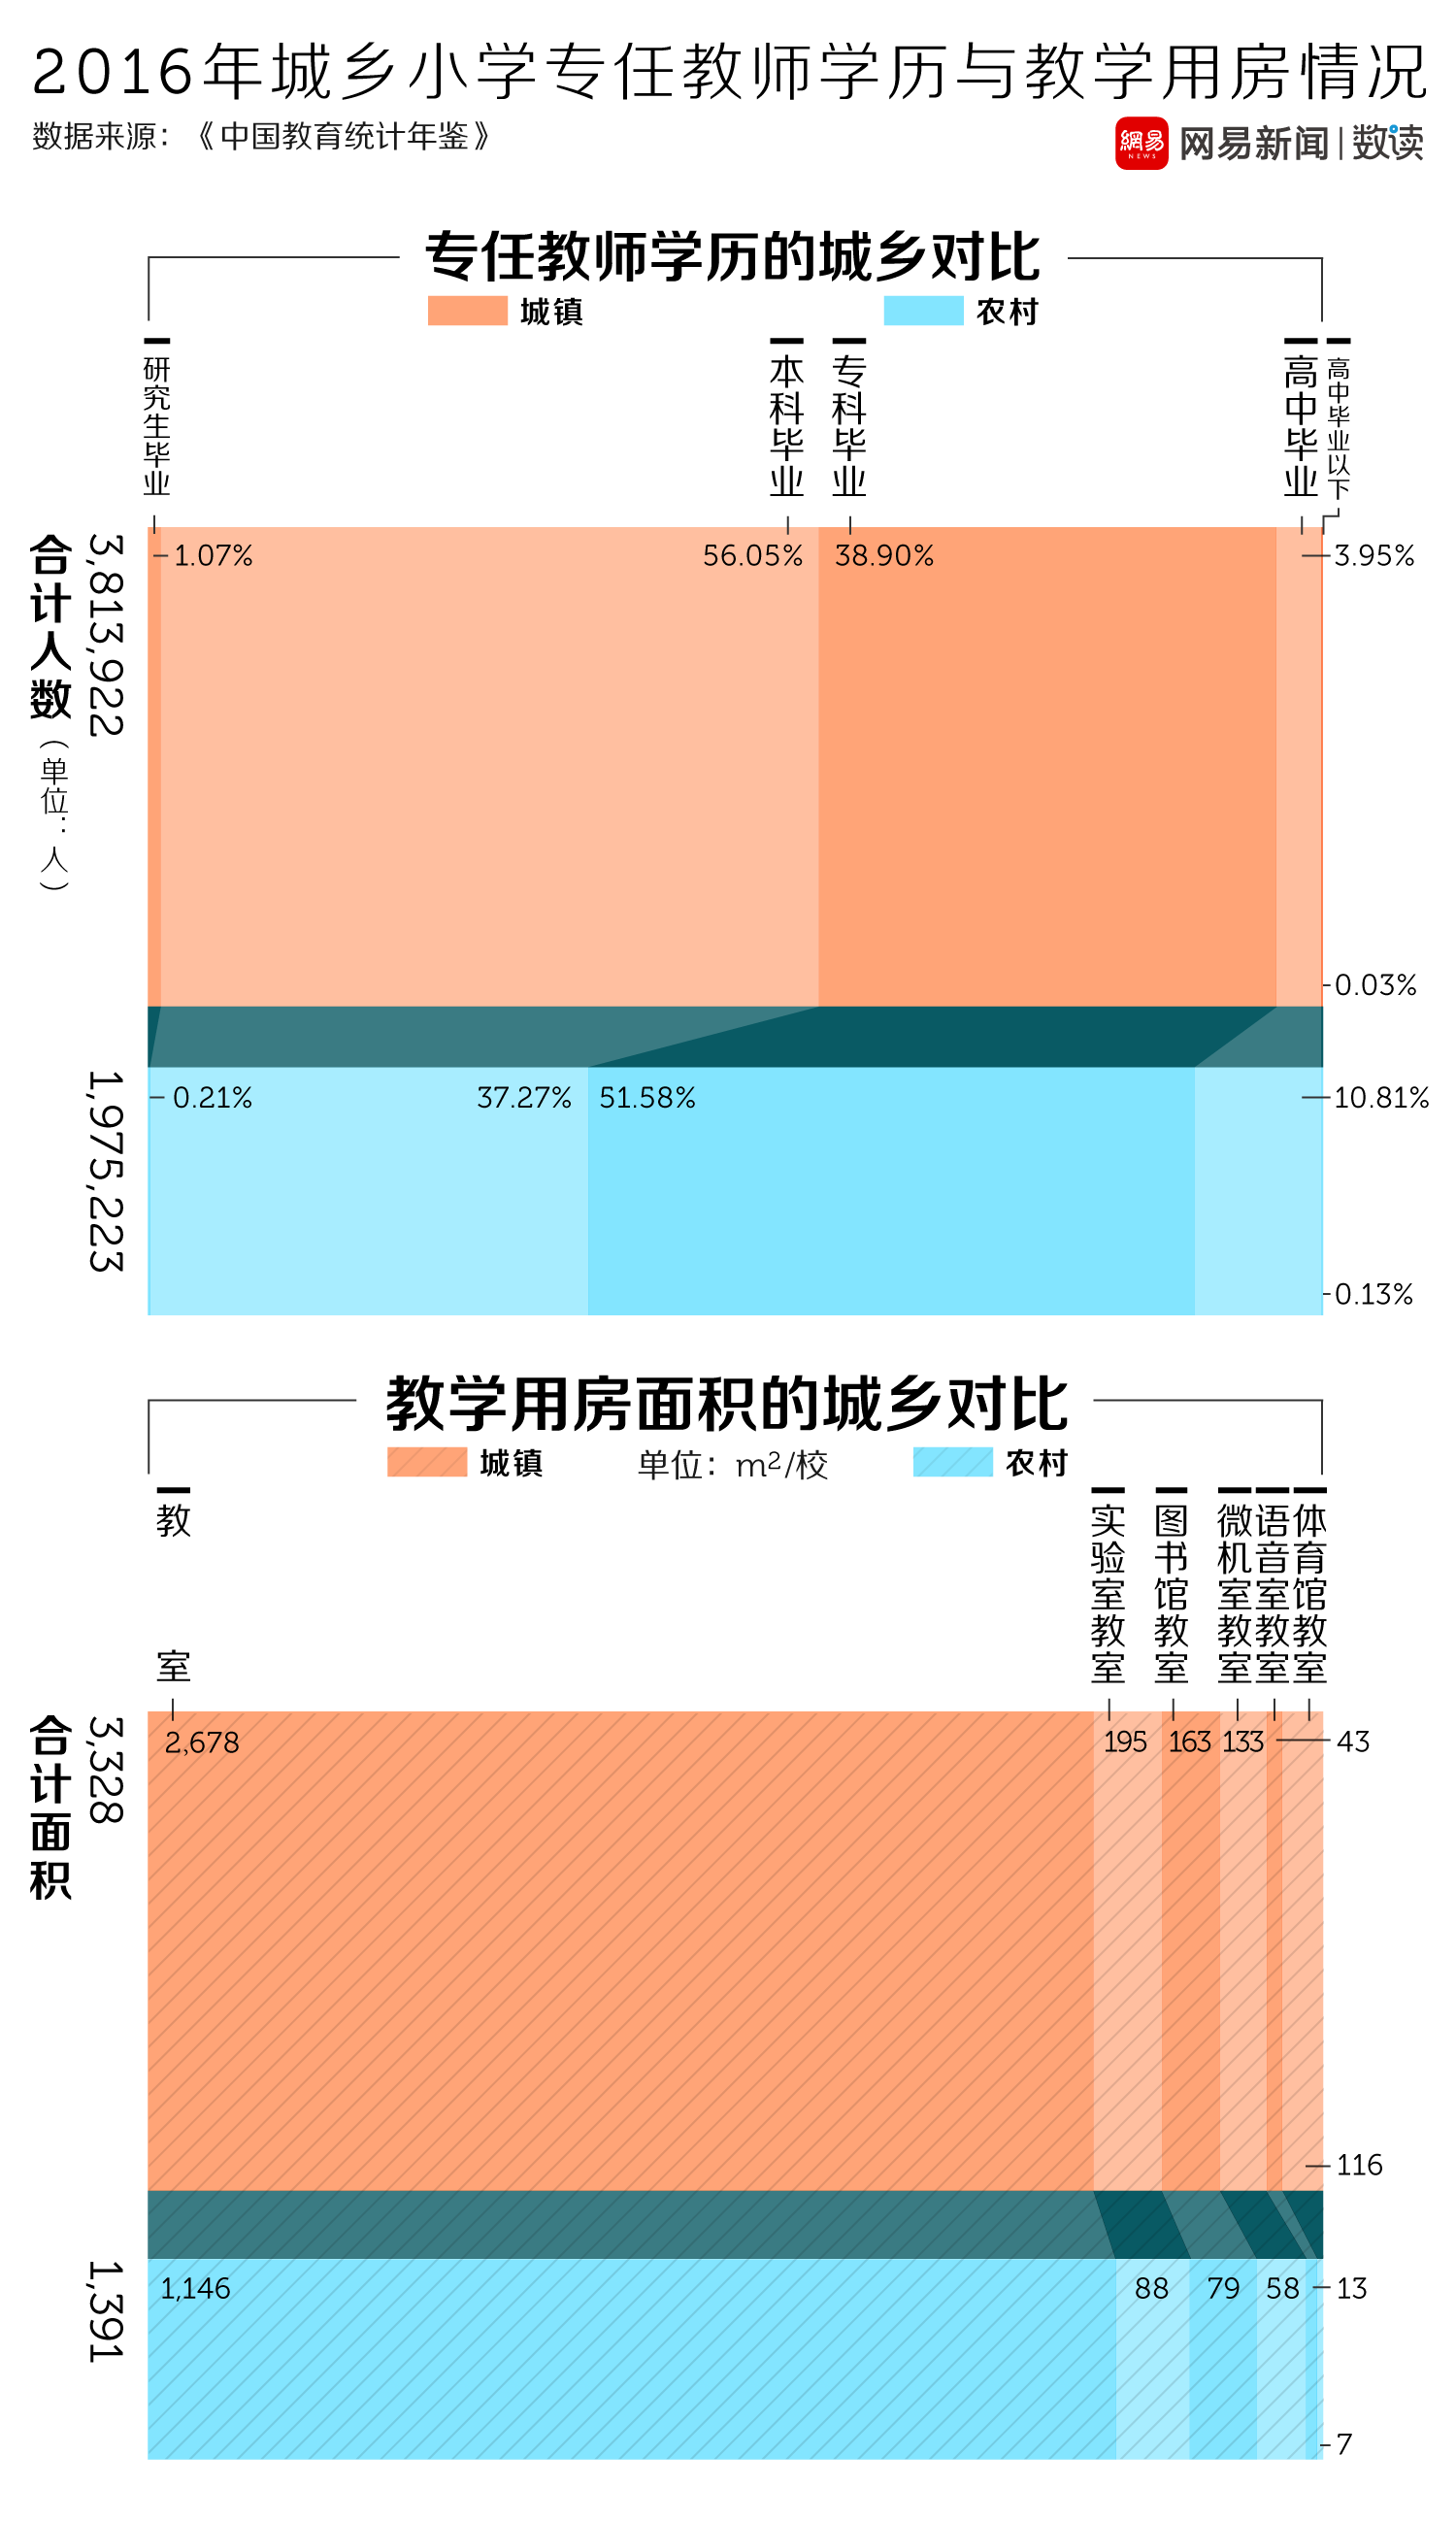 2016年城乡小学专任教师学历与教学用房情况
数据来源：《中国教育统计年鉴》
網易
NEWS
网易新闻|数读
专任教师学历的城乡对比
城镇
农村
研究生毕业
本科毕业
专科毕业
高中毕业
高中毕业以下
合计人数（单位：人）
3,813,922
1.07%
56.05%
38.90%
3.95%
0.03%
1,975,223
0.21%
37.27%
51.58%
10.81%
0.13%
教学用房面积的城乡对比
城镇
单位：m²/校
农村
教室
实验室教室
图书馆教室
微机室教室
语音室教室
体育馆教室
合计面积
3,328
2,678
195
163
133
43
116
1,391
1,146
88
79
58
13
7